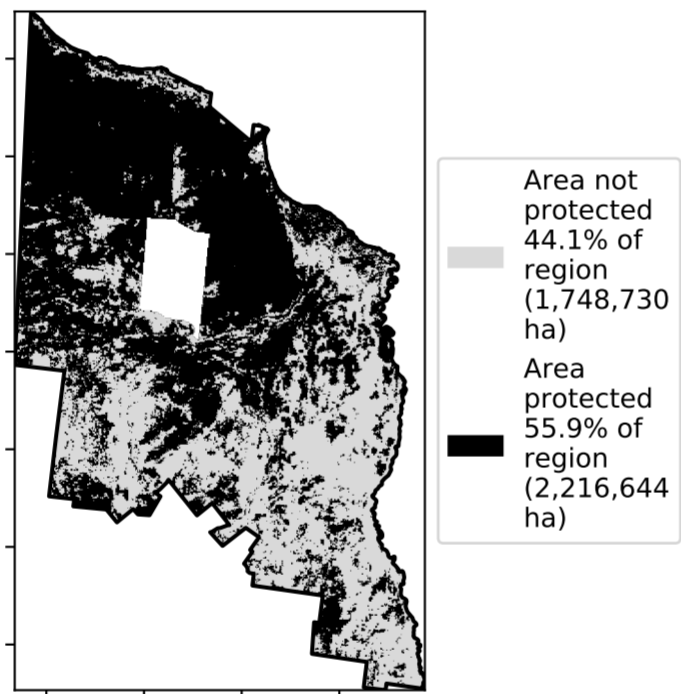 Area not
protected
44.1% of
region
(1,748,730
ha)
Area
protected
55.9% of
region
(2,216,644
ha)